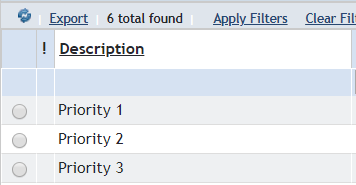 Export | 6 total found | Apply Filters Clear Fil
! Description
Priority 1
Priority 2
Priority 3